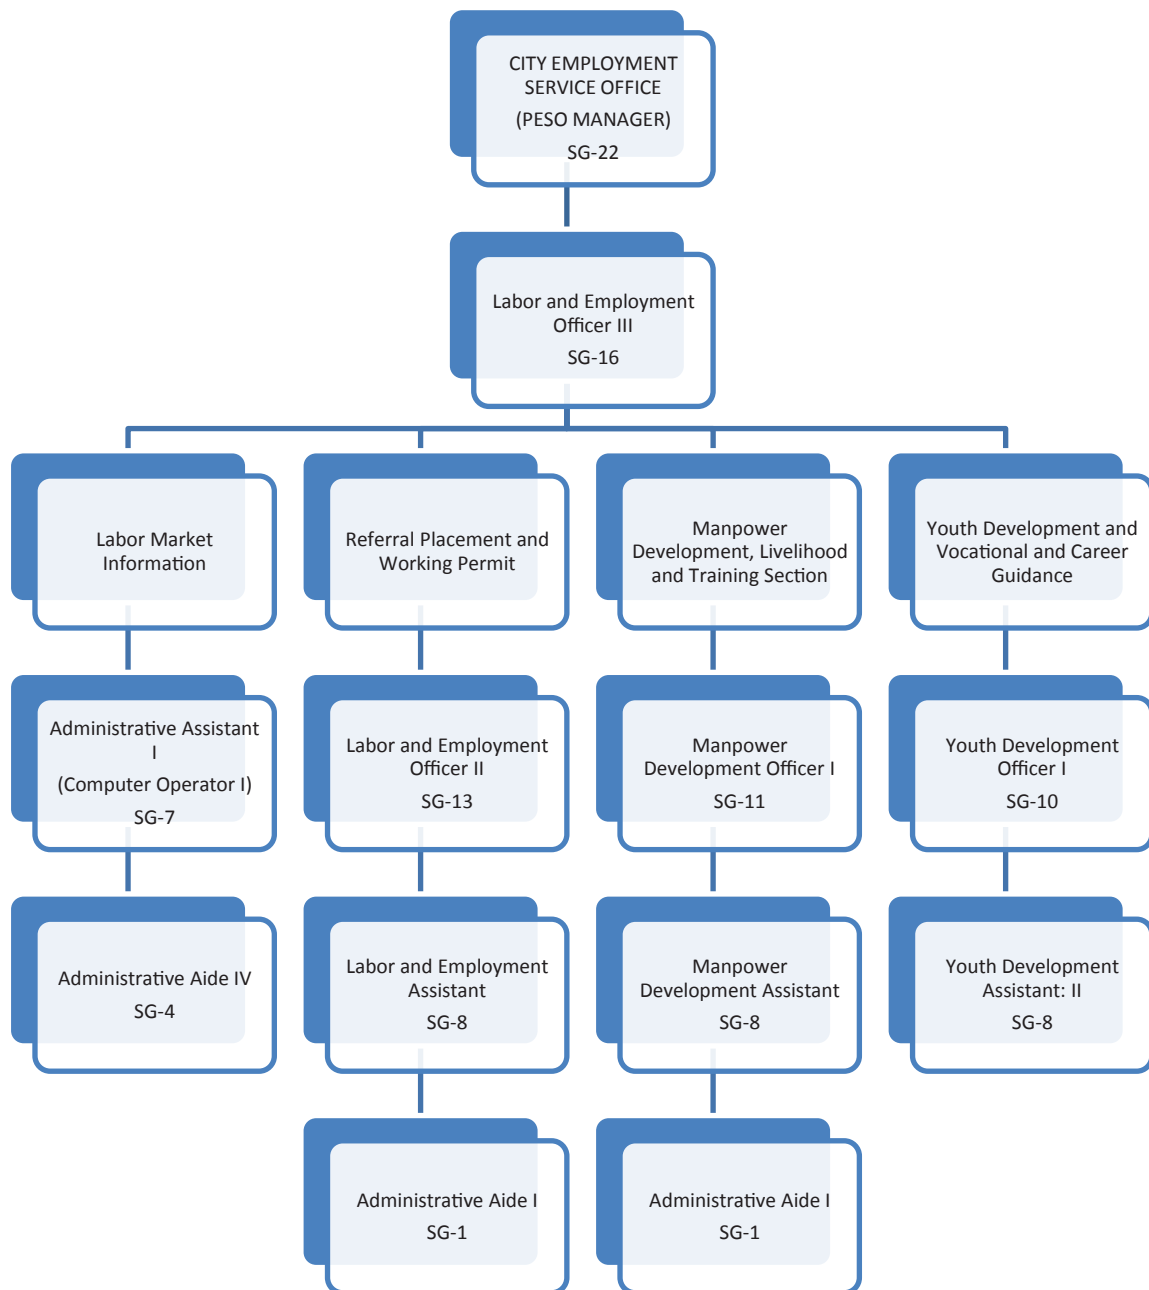 CITY EMPLOYMENT
SERVICE OFFICE
(PESO MANAGER)
SG-22
Labor and Employment
Officer III
SG-16
Labor Market
Information
Referral Placement and
Working Permit
Manpower
Development, Livelihood
and Training Section
Youth Development and
Vocational and Career
Guidance
Administrative Assistant
I
(Computer Operator I)
SG-7
Labor and Employment
Officer II
SG-13
Manpower
Development Officer I
SG-11
Youth Development
Officer I
SG-10
Administrative Aide IV
SG-4
Labor and Employment
Assistant
SG-8
Manpower
Development Assistant
SG-8
Youth Development
Assistant: II
SG-8
Administrative Aide I
SG-1
Administrative Aide I
SG-1